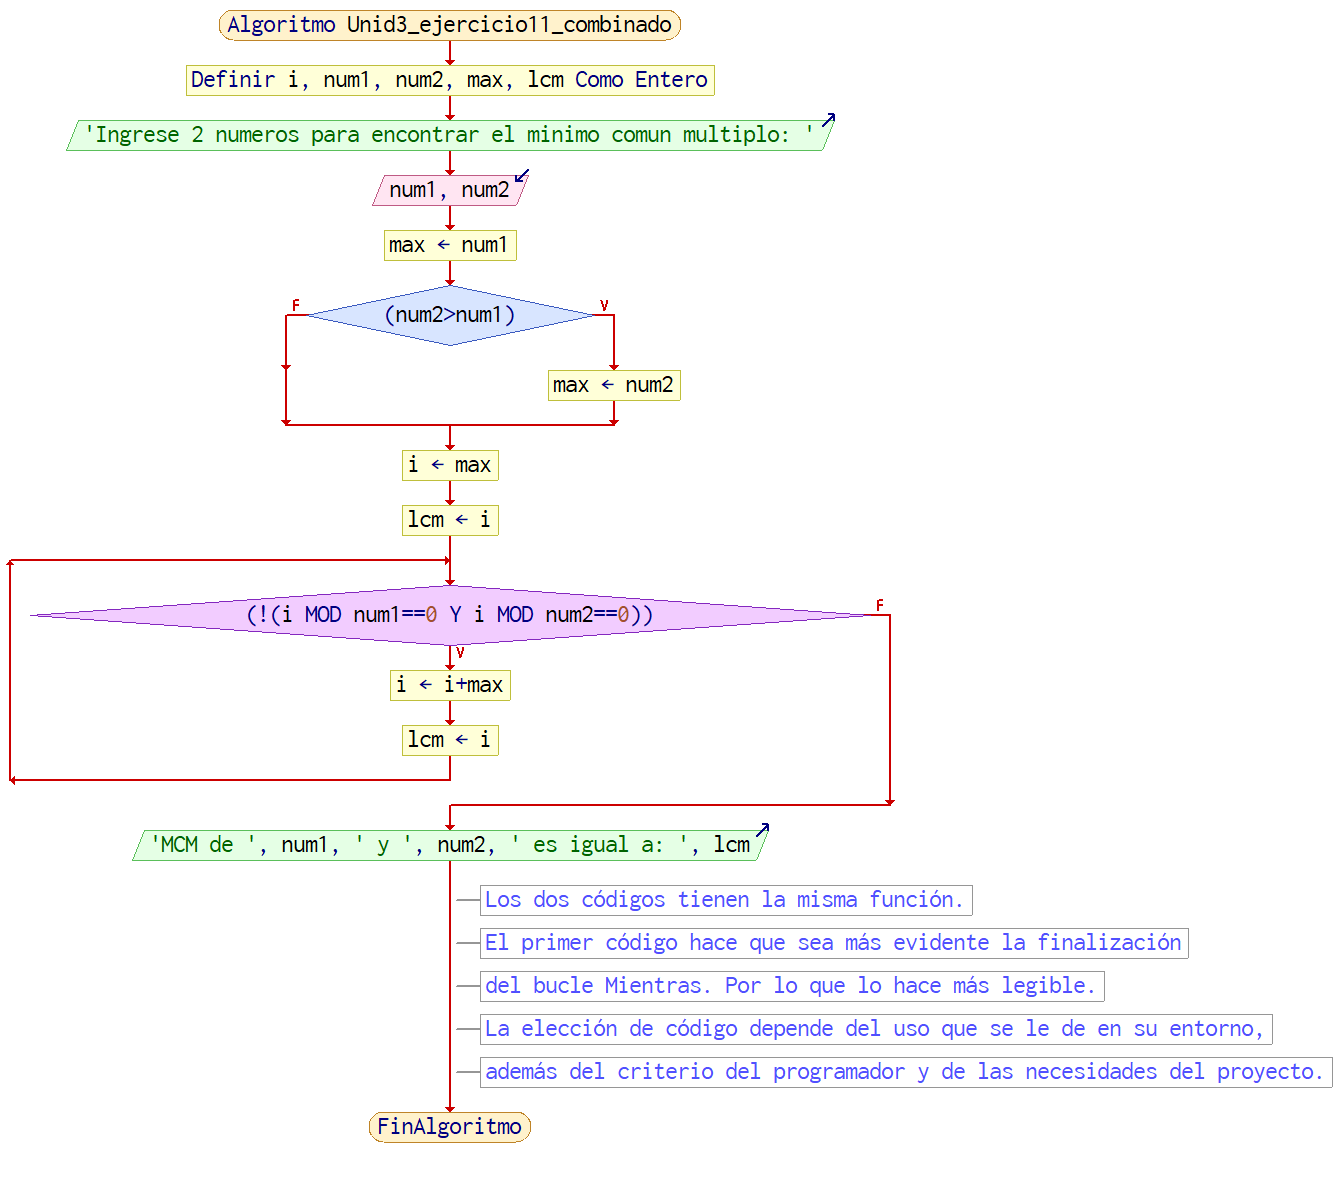 Algoritmo Unid3_ejercicio11_combinado
Definir i, num1, num2, max, lcm Como Entero
'Ingrese 2 numeros para encontrar el minimo comun multiplo: '
num1, num2
max ← num1
F
V
(num2>num1)
max ← num2
i ← max
lcm ← i
F
(!(i MOD num1==0 Y i MOD num2==0))
V
i ← i+max
lcm ← i
'MCM de ', num1, ' y ', num2, ' es igual a: ', lcm
Los dos códigos tienen la misma función.
El primer código hace que sea más evidente la finalización
del bucle Mientras. Por lo que lo hace más legible.
La elección de código depende del uso que se le de en su entorno,
además del criterio del programador y de las necesidades del proyecto.
FinAlgoritmo